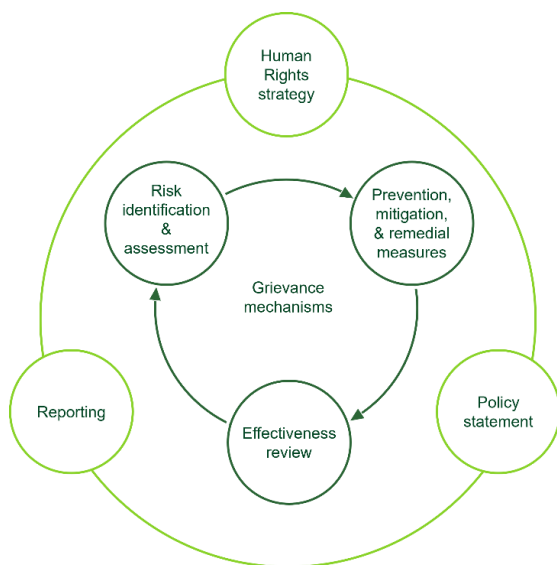 Human
Rights
strategy
Risk
identification
&
assessment
Prevention,
mitigation,
& remedial
measures
Grievance
mechanisms
Reporting
Policy
statement
Effectiveness
review